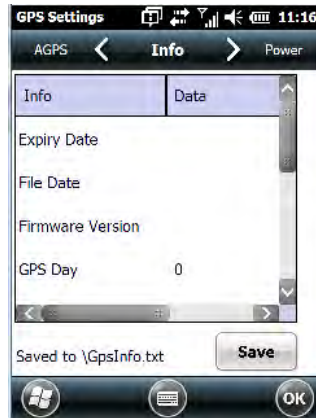 GPS Settings 11:16
AGPS Info Power
Info Data
Expiry Date
File Date
Firmware Version
GPS Day 0
Saved to \GpsInfo.txt Save
OK